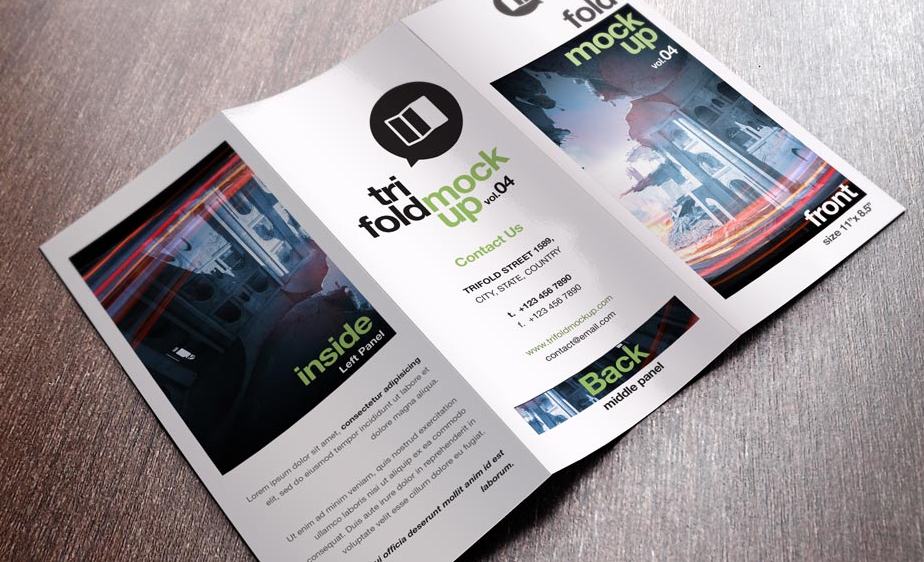 inside
Left Panel
Lorem ipsum dolor sit amet, consectetur adipisicing
elit, sed do eiusmod tempor incididunt ut labore et
dolore magna aliqua.
Ut enim ad minim veniam, quis nostrud exercitation
ullamco laboris nisi ut aliquip ex ea commodo
consequat. Duis aute irure dolor in reprehenderit in
voluptate velit esse cillum dolore eu fugiat.
officia deserunt mollit anim id est
laborum.
tri
foldmock
up vol.04
Contact Us
TRIFOLD STREET 1589,
CITY, STATE, COUNTRY
t. +123 456 7890
f. +123 456 7890
www.trifoldmockup.com
contact@email.com
Back
middle panel
fold
mock
up
vol.04
front
size 11"x 8.5"